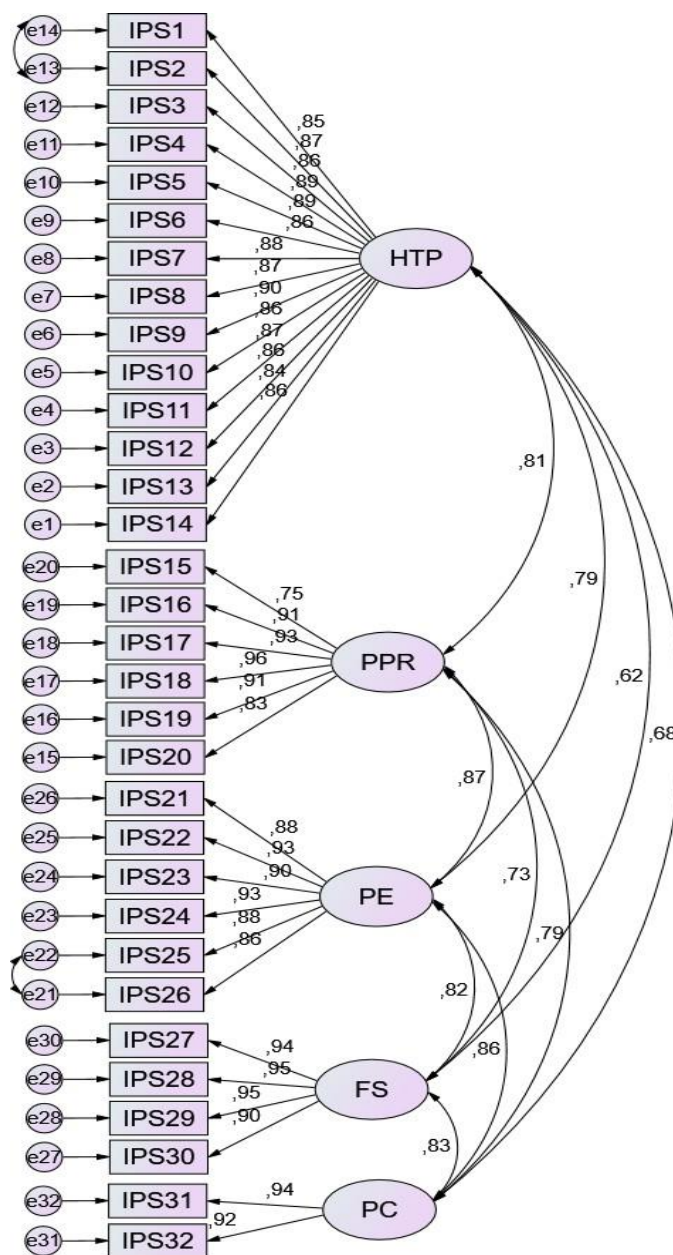 e14 IPS1
e13 IPS2
e12 IPS3
e11 IPS4
e10 IPS5
e9 IPS6
e8 IPS7
e7 IPS8
e6 IPS9
e5 IPS10
e4 IPS11
e3 IPS12
e2 IPS13
e1 IPS14
,85
,87
,86
,89
,89
,86
,88
,87
,90
,86
,87
,86
,84
,86
HTP
e20 IPS15
e19 IPS16
e18 IPS17
e17 IPS18
e16 IPS19
e15 IPS20
,75
,91
,93
,96
,91
,83
PPR
e26 IPS21
e25 IPS22
e24 IPS23
e23 IPS24
e22 IPS25
e21 IPS26
,88
,93
,90
,93
,88
,86
PE
e30 IPS27
e29 IPS28
e28 IPS29
e27 IPS30
,94
,95
,95
,90
FS
e32 IPS31
e31 IPS32
,94
,92
PC
,81
,79
,62
,68
,87
,73
,79
,82
,86
,83